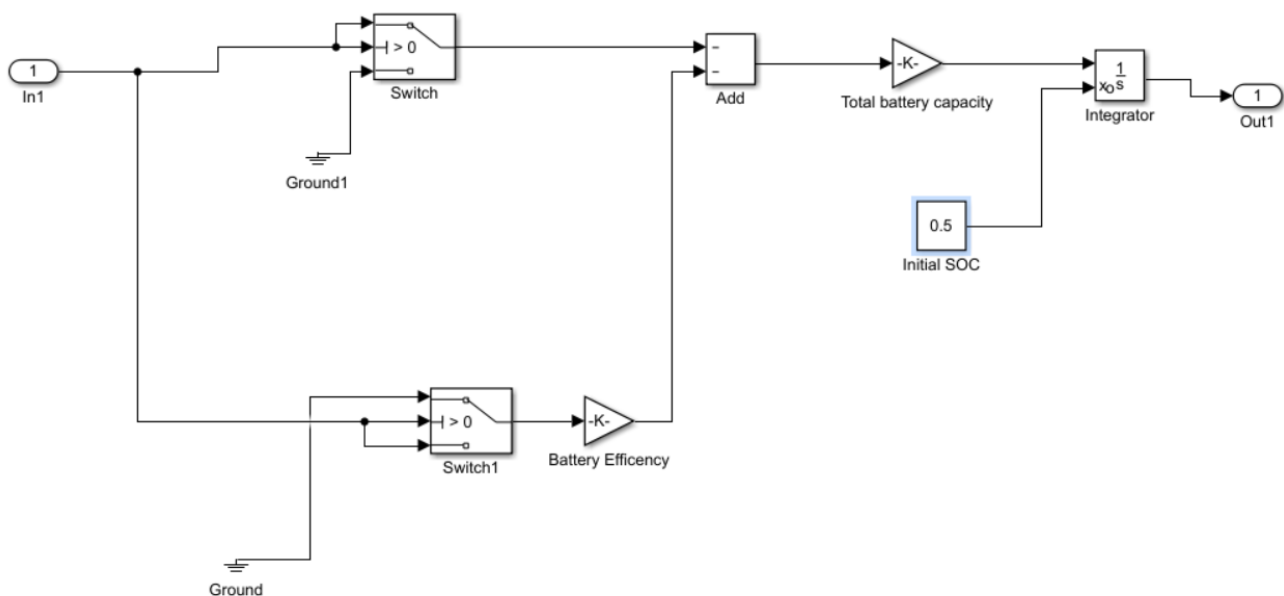 1
In1
> 0
Switch
Ground1
-
-
Add
-K-
Total battery capacity
1
s
xo
Integrator
1
Out1
0.5
Initial SOC
> 0
Switch1
-K-
Battery Efficency
Ground